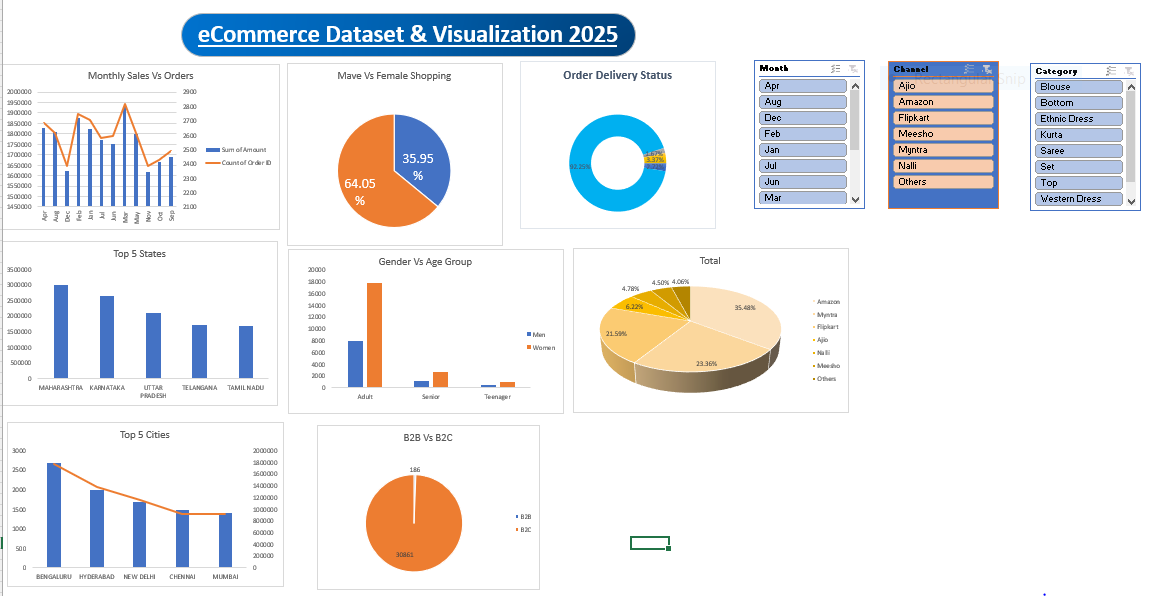 eCommerce Dataset & Visualization 2025
Monthly Sales Vs Orders
2000000
1950000
1900000
1850000
1800000
1750000
1700000
1650000
1600000
1550000
1500000
1450000
2900
2800
2700
2600
2500
2400
2300
2200
2100
Apr
Aug
Dec
Feb
Jan
Jul
Jun
Mar
May
Nov
Oct
Sep
Sum of Amount
Count of Order ID
Mave Vs Female Shopping
35.95
%
64.05
%
Order Delivery Status
92.25%
1.67%
3.37%
Month
Apr
Aug
Dec
Feb
Jan
Jul
Jun
Mar
Channel
Ajio
Amazon
Flipkart
Meesho
Myntra
Nalli
Others
Category
Blouse
Bottom
Ethnic Dress
Kurta
Saree
Set
Top
Western Dress
Top 5 States
3500000
3000000
2500000
2000000
1500000
1000000
500000
0
MAHARASHTRA
KARNATAKA
UTTAR
PRADESH
TELANGANA
TAMIL NADU
Gender Vs Age Group
20000
18000
16000
14000
12000
10000
8000
6000
4000
2000
0
Adult
Senior
Teenager
Men
Women
Total
4.78%
4.50%
4.06%
6.22%
35.48%
21.59%
23.36%
Amazon
Myntra
Flipkart
Ajio
Nalli
Meesho
Others
Top 5 Cities
3000
2500
2000
1500
1000
500
0
2000000
1800000
1600000
1400000
1200000
1000000
800000
600000
400000
200000
0
BENGALURU
HYDERABAD
NEW DELHI
CHENNAI
MUMBAI
B2B Vs B2C
186
30861
B2B
B2C